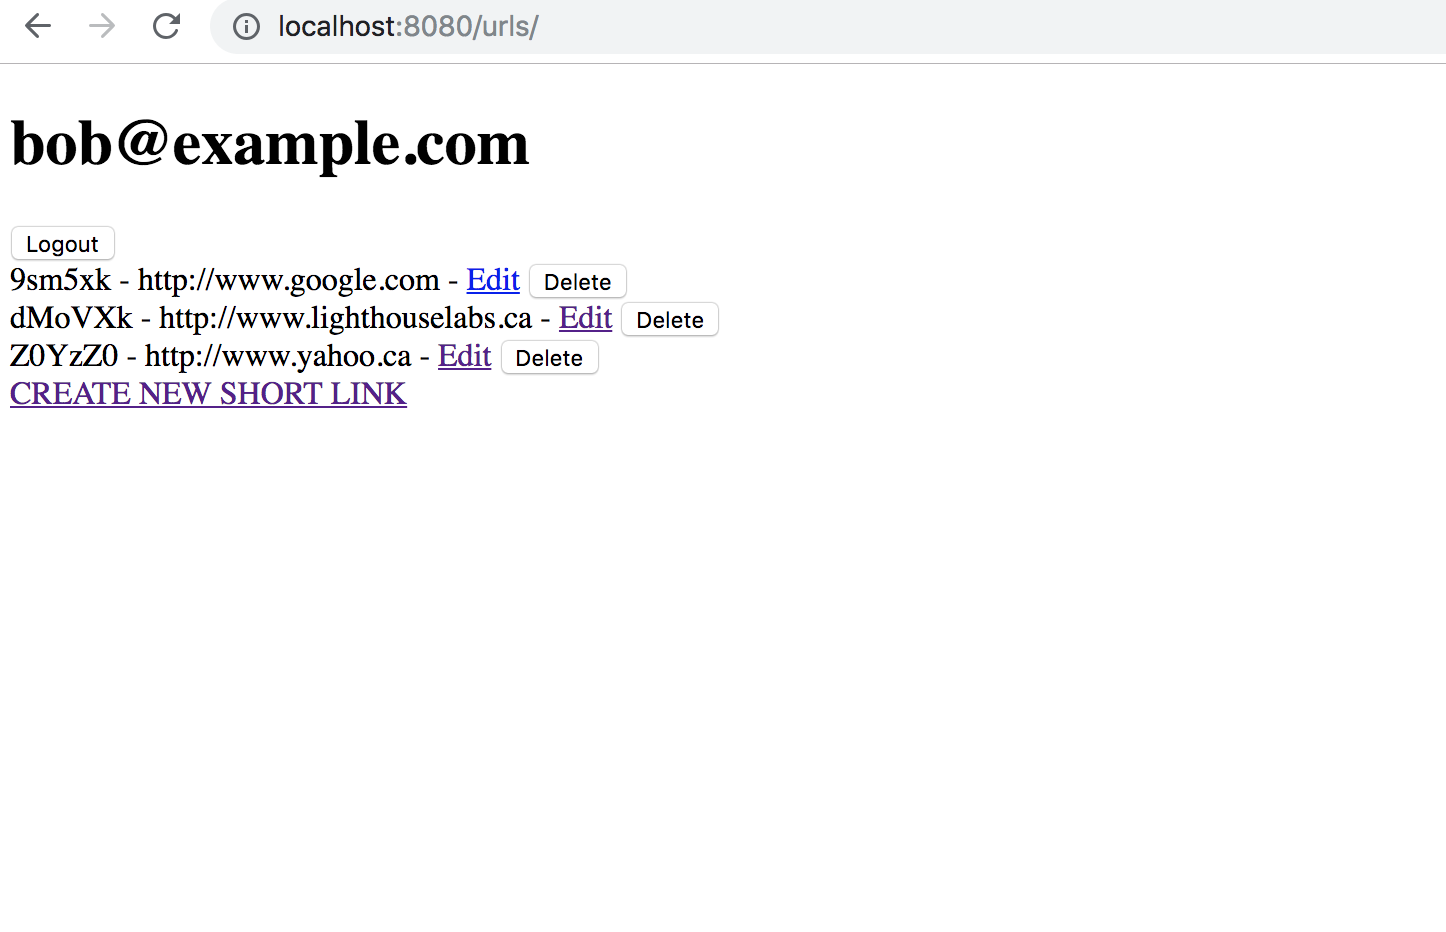 localhost:8080/urls/
bob@example.com
Logout
9sm5xk - http://www.google.com - Edit Delete
dMoVXk - http://www.lighthouselabs.ca - Edit Delete
Z0YzZ0 - http://www.yahoo.ca - Edit Delete
CREATE NEW SHORT LINK